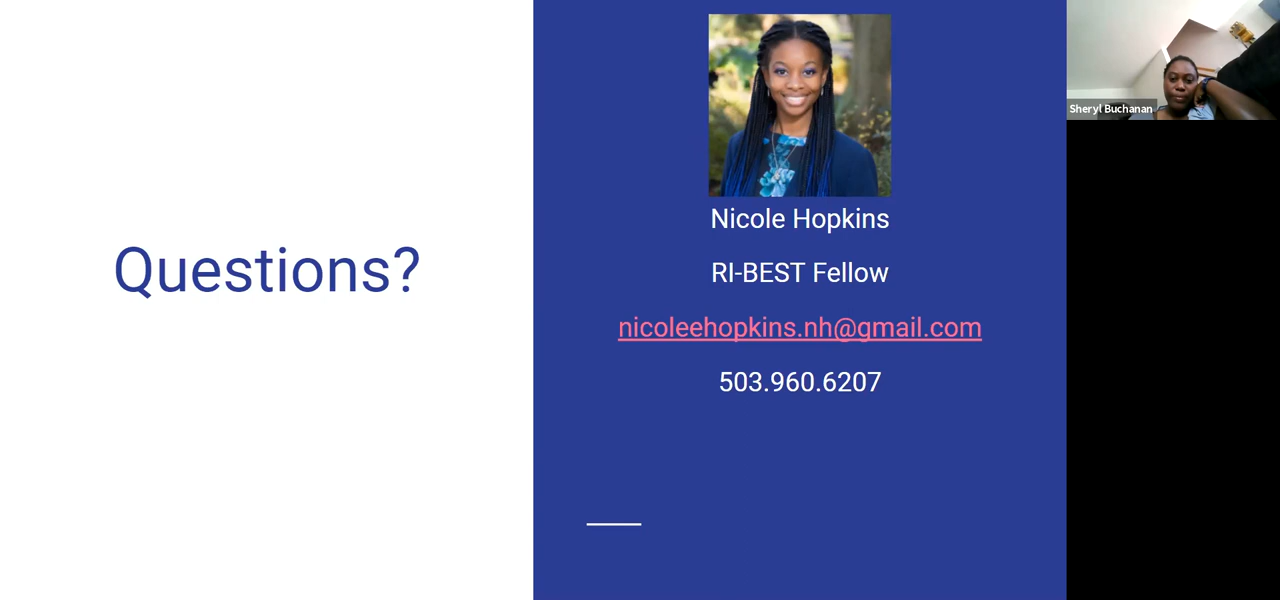 Questions?
Nicole Hopkins
RI-BEST Fellow
nicoleehopkins.nh@gmail.com
503.960.6207
Sheryl Buchanan